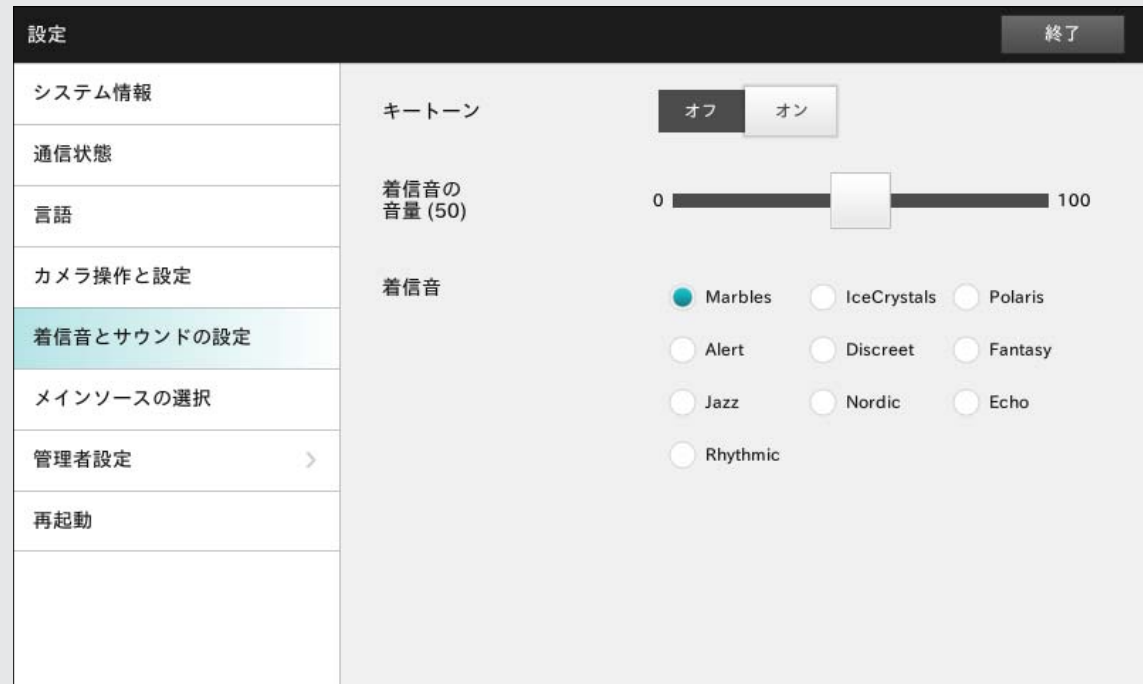 設定
終了
システム情報
通信状態
言語
カメラ操作と設定
着信音とサウンドの設定
メインソースの選択
管理者設定
再起動
キートーン
オフ オン
着信音の
音量 (50)
0 100
着信音
Marbles IceCrystals Polaris
Alert Discreet Fantasy
Jazz Nordic Echo
Rhythmic